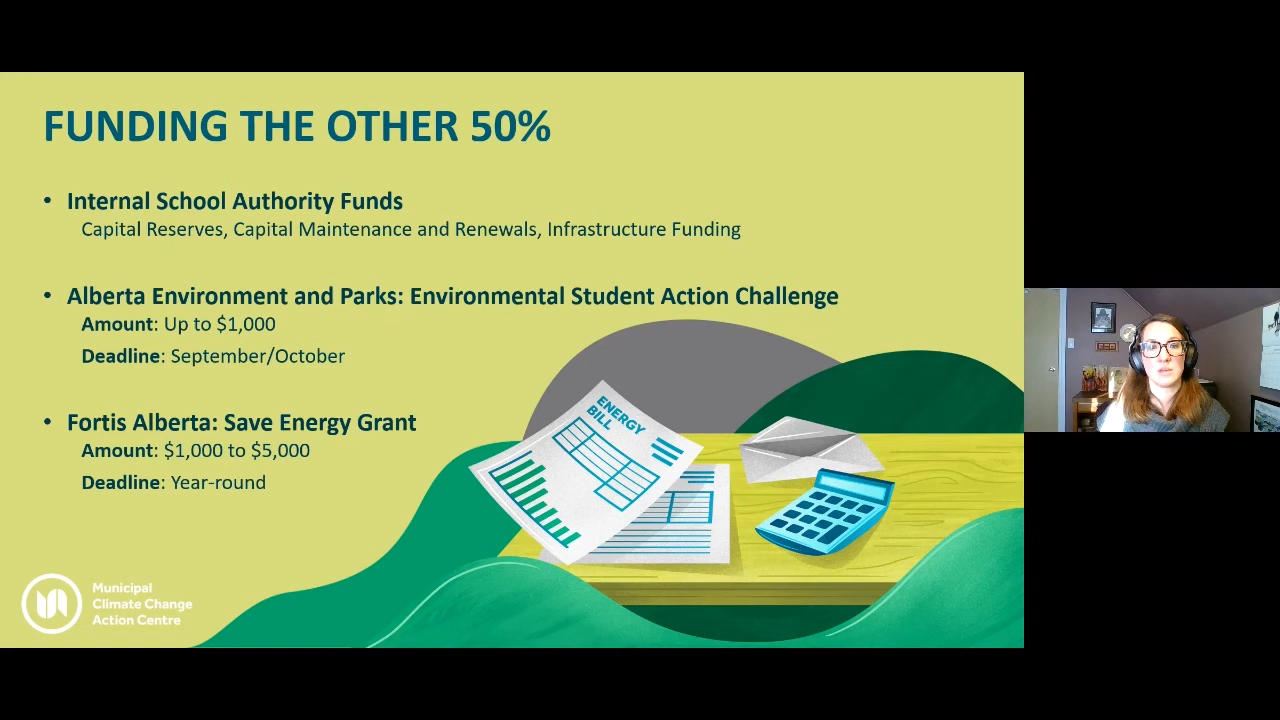 FUNDING THE OTHER 50%
• Internal School Authority Funds
Capital Reserves, Capital Maintenance and Renewals, Infrastructure Funding
• Alberta Environment and Parks: Environmental Student Action Challenge
Amount: Up to $1,000
Deadline: September/October
• Fortis Alberta: Save Energy Grant
Amount: $1,000 to $5,000
Deadline: Year-round
ENERGY
BILL
Municipal
Climate Change
Action Centre